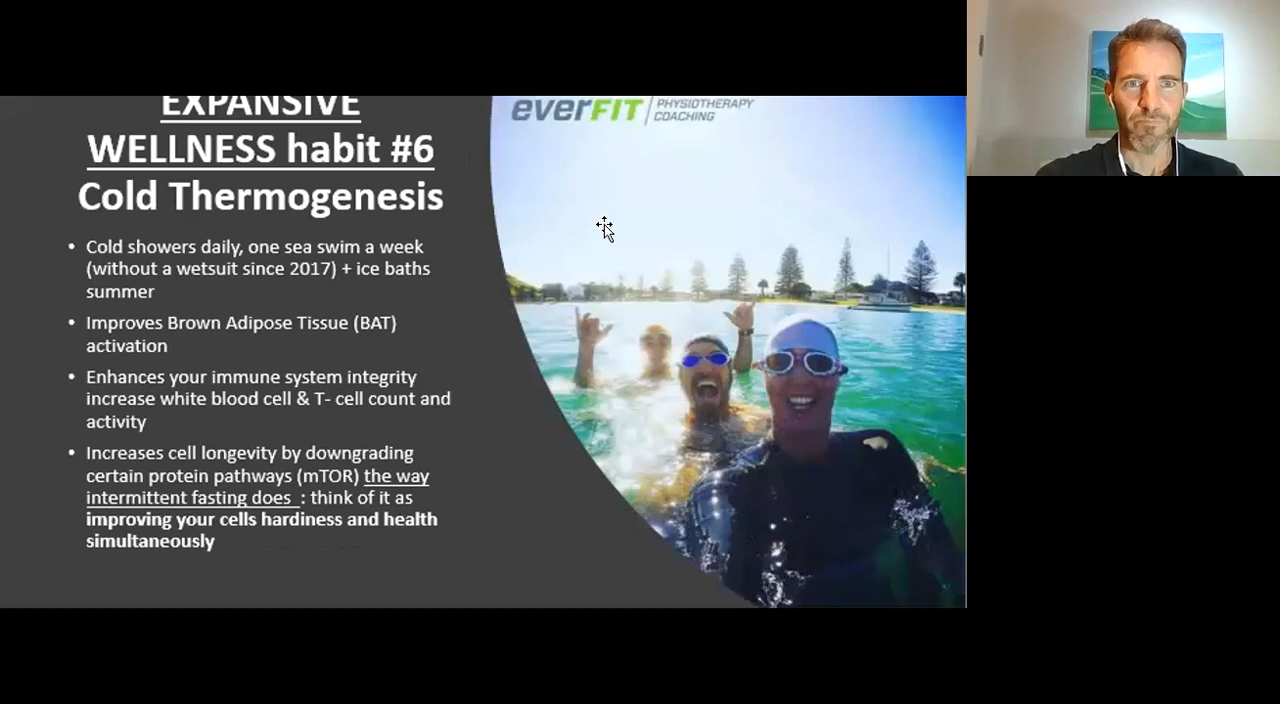 EXPANSIVE
WELLNESS habit #6
Cold Thermogenesis
• Cold showers daily, one sea swim a week
(without a wetsuit since 2017) + ice baths
summer
• Improves Brown Adipose Tissue (BAT)
activation
• Enhances your immune system integrity
increase white blood cell & T- cell count and
activity
• Increases cell longevity by downgrading
certain protein pathways (mTOR) the way
intermittent fasting does : think of it as
improving your cells hardiness and health
simultaneously
everFIT PHYSIOTHERAPY
COACHING